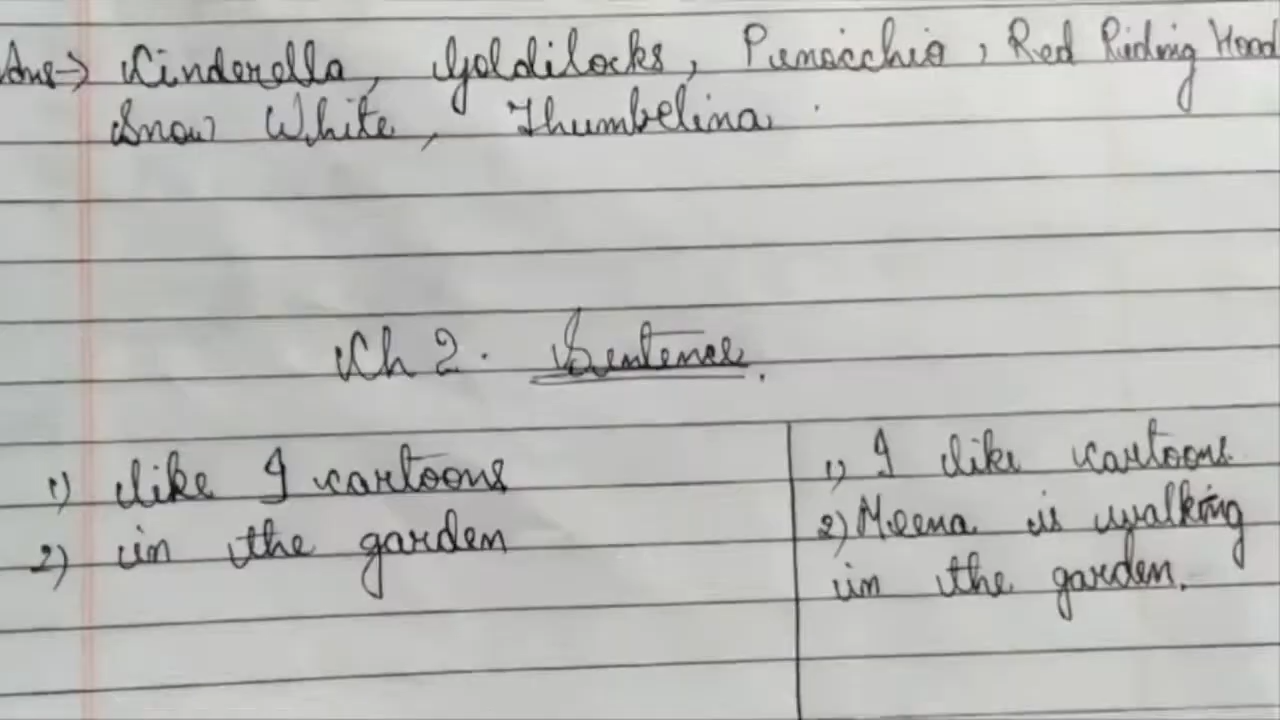 Ans→ Cinderella, Goldilocks, Pinocchio, Red Riding Hood
Snow White, Thumbelina.
Ch 2. Sentences.
1) like I cartoons
2) in the garden
1) I like cartoons
2) Meena is walking
in the garden.